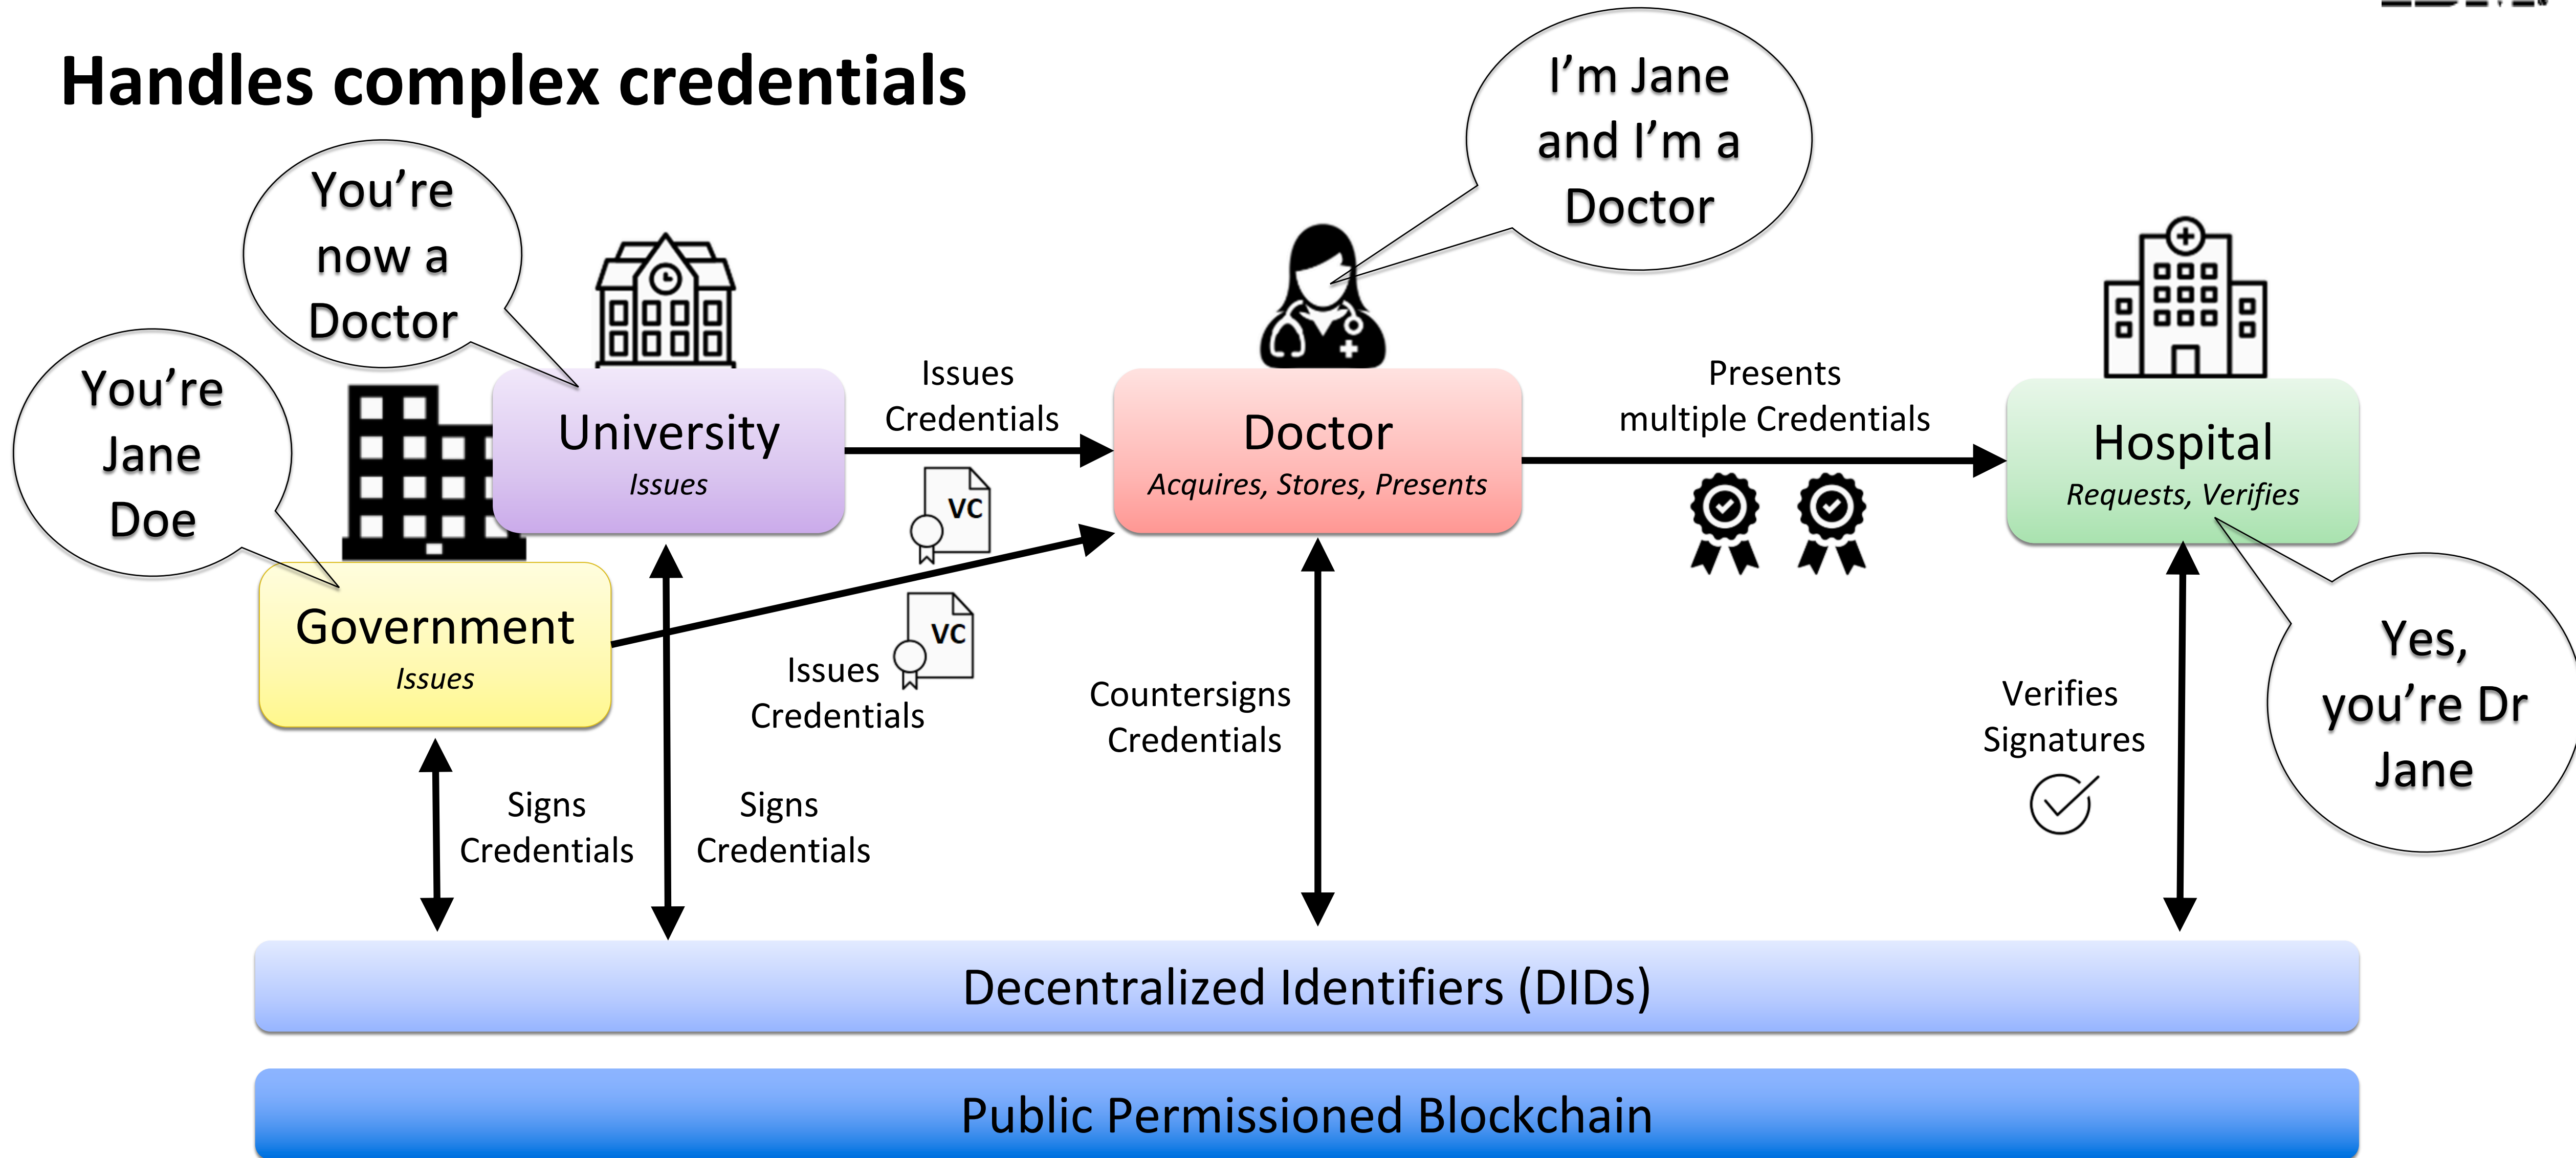 Handles complex credentials
I'm Jane
and I'm a
Doctor
You're
now a
Doctor
You're
Jane
Doe
University
Issues
Issues
Credentials
VC
Doctor
Acquires, Stores, Presents
Presents
multiple Credentials
Hospital
Requests, Verifies
Government
Issues
VC
Issues
Credentials
Signs
Credentials
Signs
Credentials
Countersigns
Credentials
Verifies
Signatures
Yes,
you're Dr
Jane
Decentralized Identifiers (DIDs)
Public Permissioned Blockchain